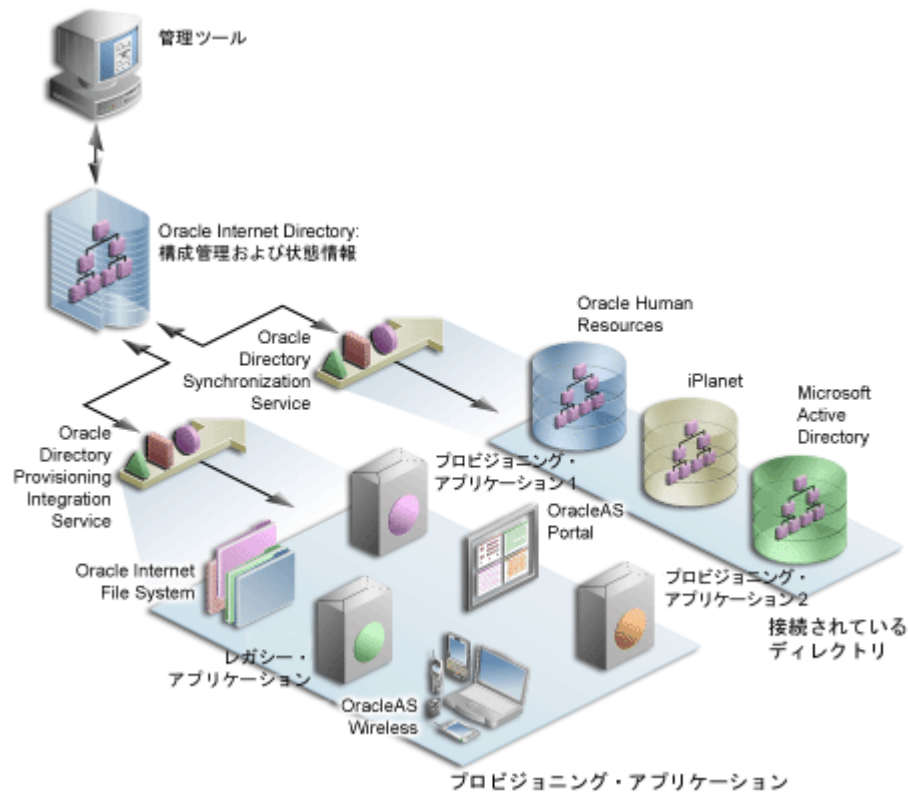 管理ツール
Oracle Internet Directory:
構成管理および状態情報
Oracle
Directory
Synchronization
Service
Oracle Human
Resources
iPlanet
Microsoft
Active
Directory
Oracle
Directory
Provisioning
Integration
Service
プロビジョニング・
アプリケーション1
OracleAS
Portal
Oracle Internet
File System
プロビジョニング・
アプリケーション2
接続されている
ディレクトリ
レガシー・
アプリケーション
OracleAS
Wireless
プロビジョニング・アプリケーション